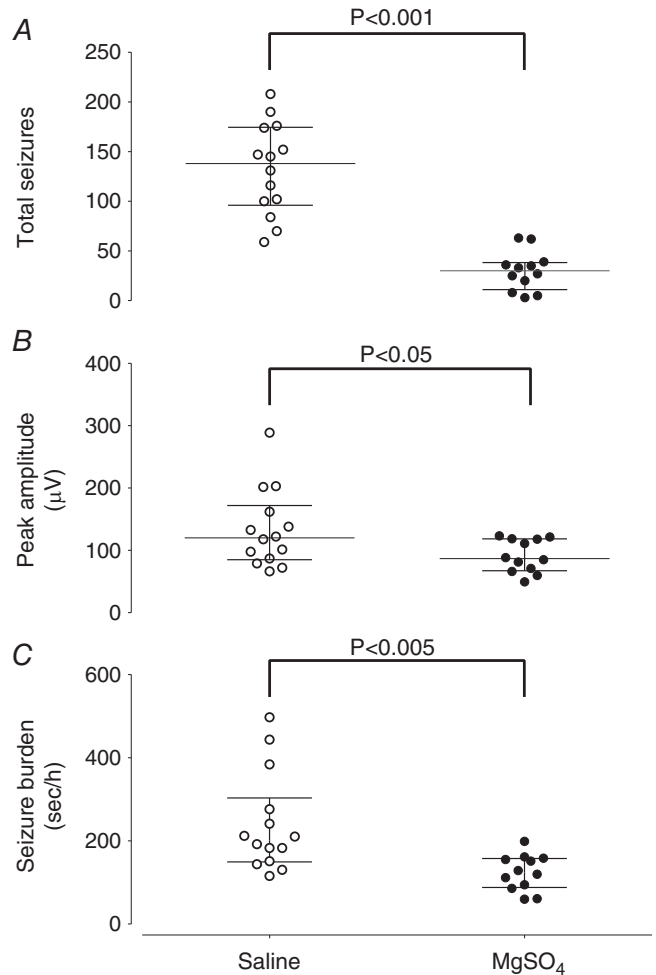 A
P<0.001
250
200
150
100
50
0
Total seizures
B
P<0.05
400
300
200
100
0
Peak amplitude
(μV)
C
P<0.005
600
400
200
0
Seizure burden
(sec/h)
Saline MgSO₄